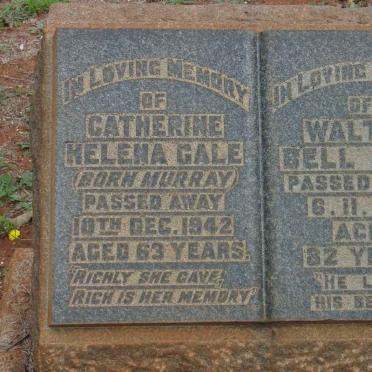 IN LOVING MEMORY
OF
CATHERINE
HELENA GALE
(BORN MURRAY)
PASSED AWAY
10TH DEC. 1942
AGED 63 YEARS.
"RICHLY SHE GAVE,
RICH IS HER MEMORY"
IN LOVING
OF
WALT
BELL
PASSED
6. 11.
AG
82 YE
"HE L
HIS BE